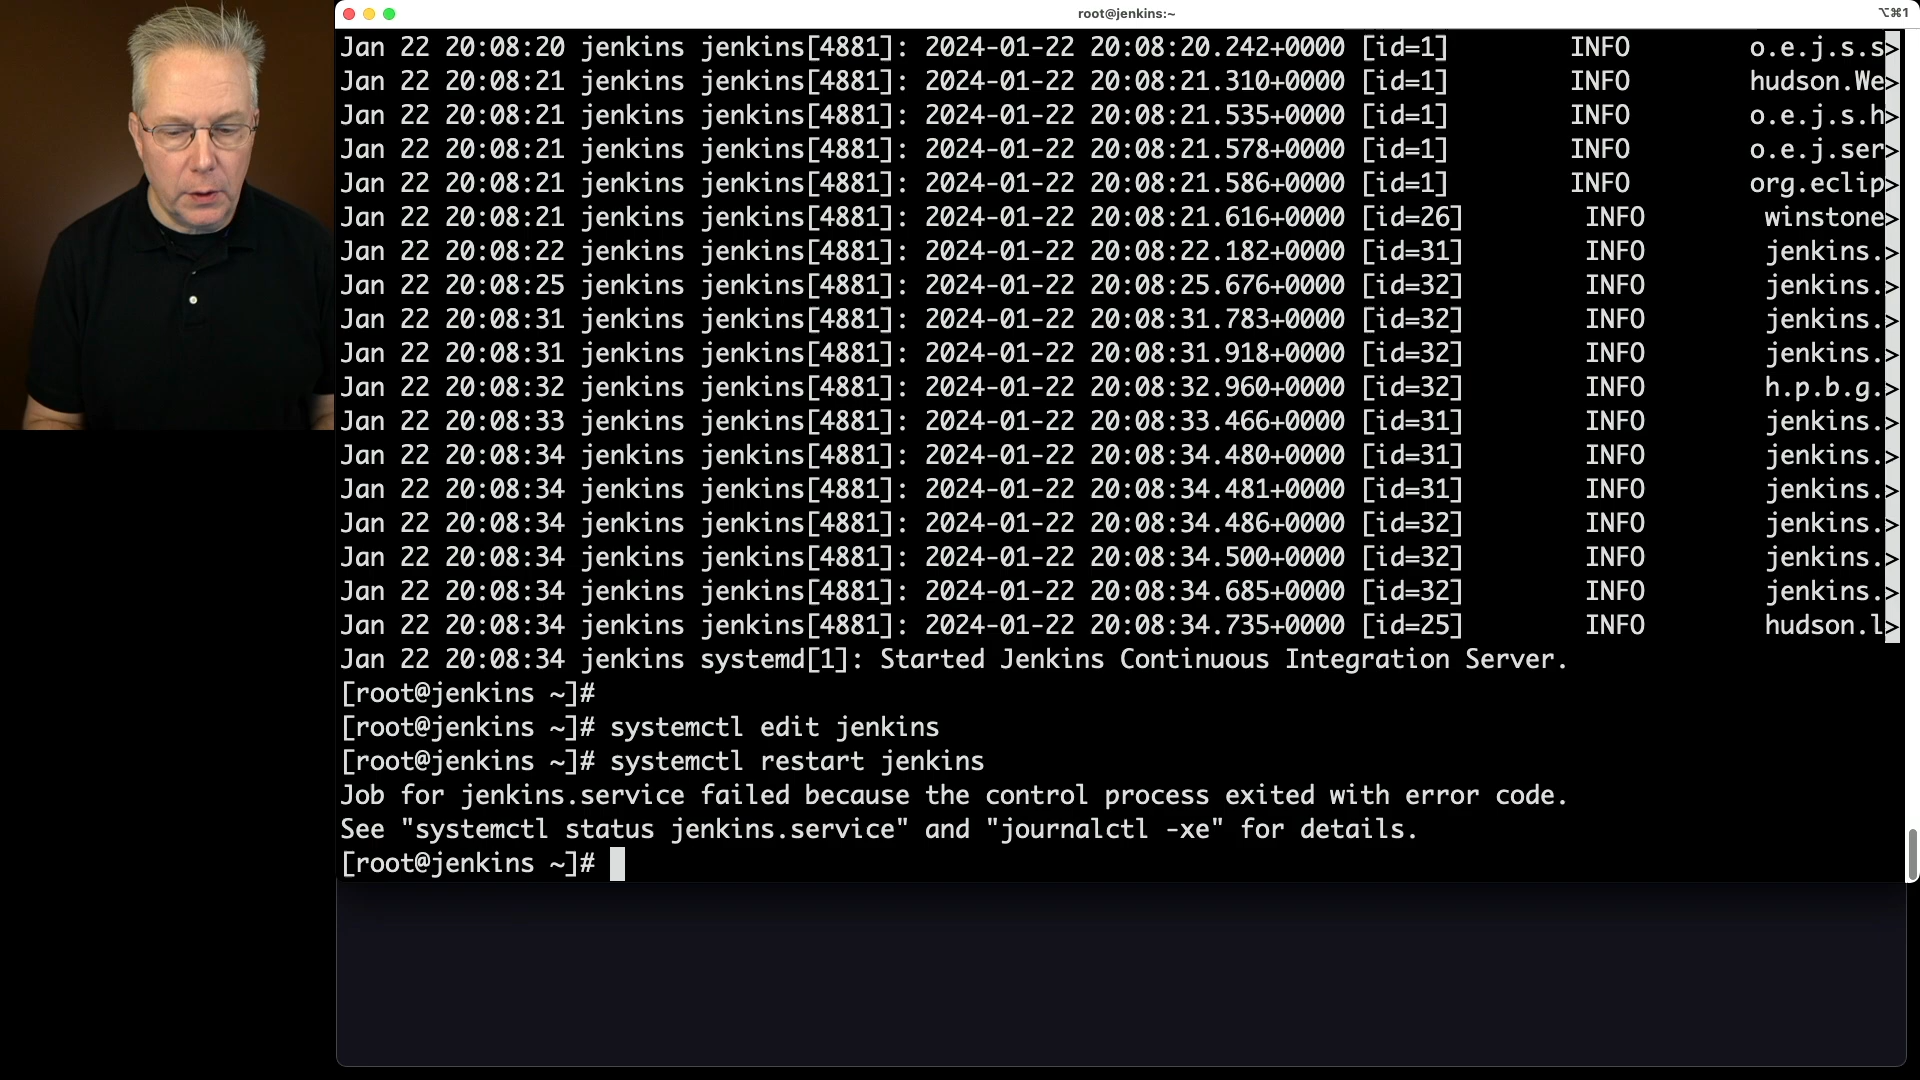 root@jenkins:~
⌥⌘1
Jan 22 20:08:20 jenkins jenkins[4881]: 2024-01-22 20:08:20.242+0000 [id=1] INFO o.e.j.s.s>
Jan 22 20:08:21 jenkins jenkins[4881]: 2024-01-22 20:08:21.310+0000 [id=1] INFO hudson.We>
Jan 22 20:08:21 jenkins jenkins[4881]: 2024-01-22 20:08:21.535+0000 [id=1] INFO o.e.j.s.h>
Jan 22 20:08:21 jenkins jenkins[4881]: 2024-01-22 20:08:21.578+0000 [id=1] INFO o.e.j.ser>
Jan 22 20:08:21 jenkins jenkins[4881]: 2024-01-22 20:08:21.586+0000 [id=1] INFO org.eclip>
Jan 22 20:08:21 jenkins jenkins[4881]: 2024-01-22 20:08:21.616+0000 [id=26] INFO winstone>
Jan 22 20:08:22 jenkins jenkins[4881]: 2024-01-22 20:08:22.182+0000 [id=31] INFO jenkins.>
Jan 22 20:08:25 jenkins jenkins[4881]: 2024-01-22 20:08:25.676+0000 [id=32] INFO jenkins.>
Jan 22 20:08:31 jenkins jenkins[4881]: 2024-01-22 20:08:31.783+0000 [id=32] INFO jenkins.>
Jan 22 20:08:31 jenkins jenkins[4881]: 2024-01-22 20:08:31.918+0000 [id=32] INFO jenkins.>
Jan 22 20:08:32 jenkins jenkins[4881]: 2024-01-22 20:08:32.960+0000 [id=32] INFO h.p.b.g.>
Jan 22 20:08:33 jenkins jenkins[4881]: 2024-01-22 20:08:33.466+0000 [id=31] INFO jenkins.>
Jan 22 20:08:34 jenkins jenkins[4881]: 2024-01-22 20:08:34.480+0000 [id=31] INFO jenkins.>
Jan 22 20:08:34 jenkins jenkins[4881]: 2024-01-22 20:08:34.481+0000 [id=31] INFO jenkins.>
Jan 22 20:08:34 jenkins jenkins[4881]: 2024-01-22 20:08:34.486+0000 [id=32] INFO jenkins.>
Jan 22 20:08:34 jenkins jenkins[4881]: 2024-01-22 20:08:34.500+0000 [id=32] INFO jenkins.>
Jan 22 20:08:34 jenkins jenkins[4881]: 2024-01-22 20:08:34.685+0000 [id=32] INFO jenkins.>
Jan 22 20:08:34 jenkins jenkins[4881]: 2024-01-22 20:08:34.735+0000 [id=25] INFO hudson.l>
Jan 22 20:08:34 jenkins systemd[1]: Started Jenkins Continuous Integration Server.
[root@jenkins ~]#
[root@jenkins ~]# systemctl edit jenkins
[root@jenkins ~]# systemctl restart jenkins
Job for jenkins.service failed because the control process exited with error code.
See "systemctl status jenkins.service" and "journalctl -xe" for details.
[root@jenkins ~]#